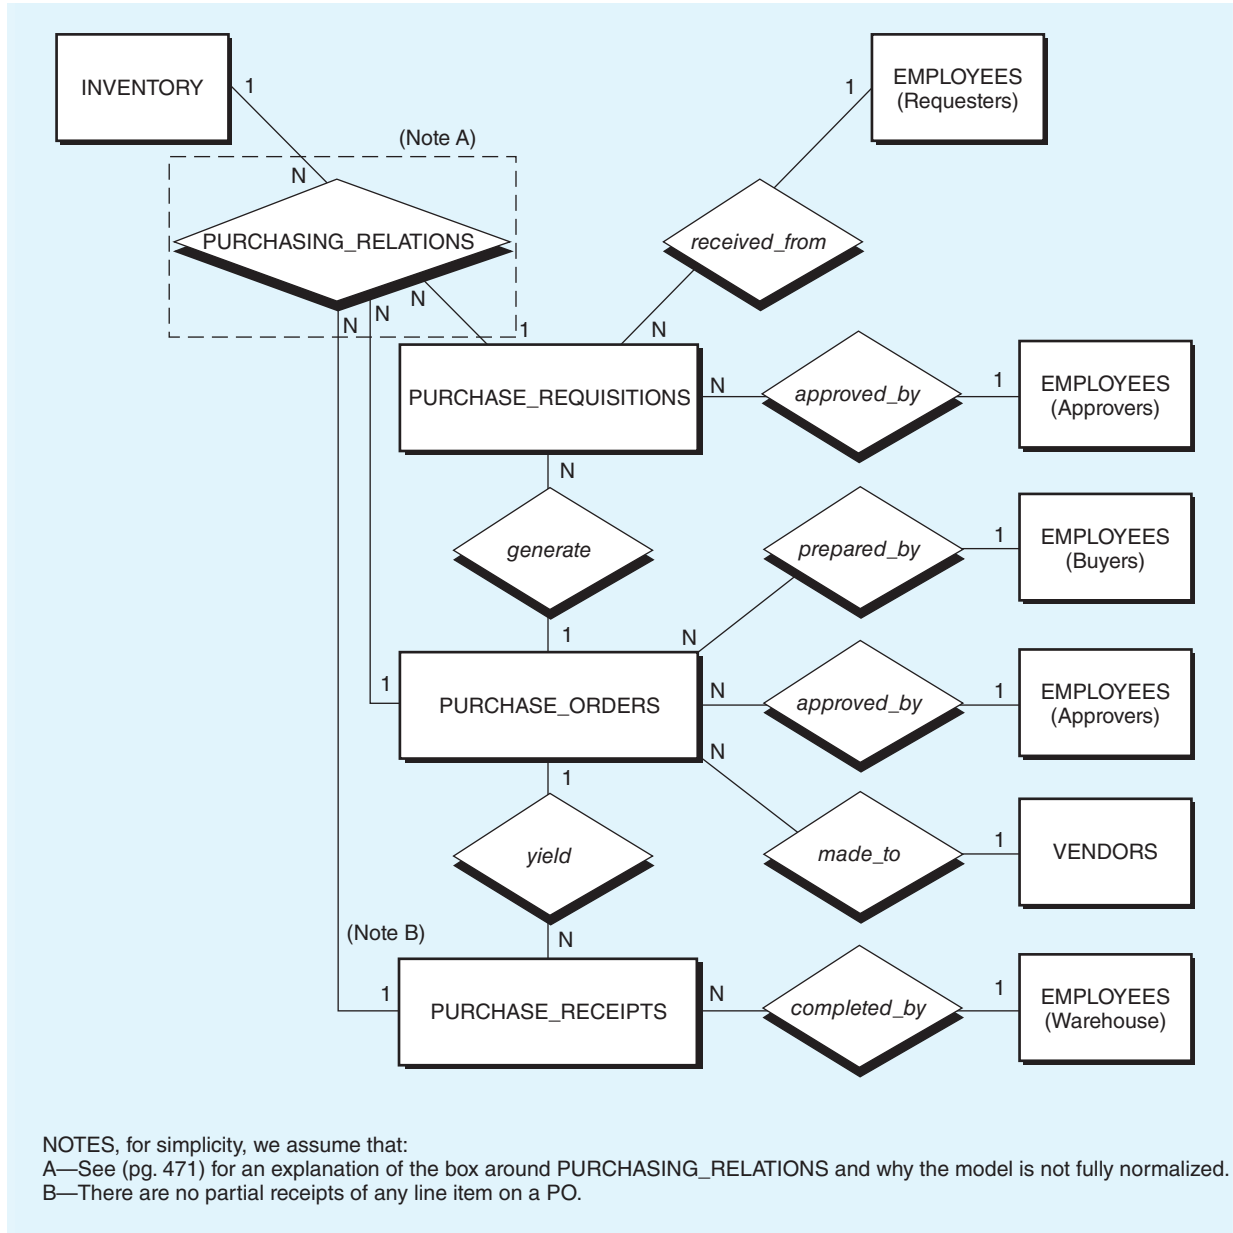 INVENTORY
1
EMPLOYEES
(Requesters)
1
(Note A)
N
PURCHASING_RELATIONS
received_from
N
N
N
1
N
PURCHASE_REQUISITIONS
N
approved_by
1
EMPLOYEES
(Approvers)
N
generate
prepared_by
1
EMPLOYEES
(Buyers)
1
N
1
PURCHASE_ORDERS
N
approved_by
1
EMPLOYEES
(Approvers)
1
N
yield
made_to
1
VENDORS
(Note B)
N
1
PURCHASE_RECEIPTS
N
completed_by
1
EMPLOYEES
(Warehouse)
NOTES, for simplicity, we assume that:
A—See (pg. 471) for an explanation of the box around PURCHASING_RELATIONS and why the model is not fully normalized.
B—There are no partial receipts of any line item on a PO.